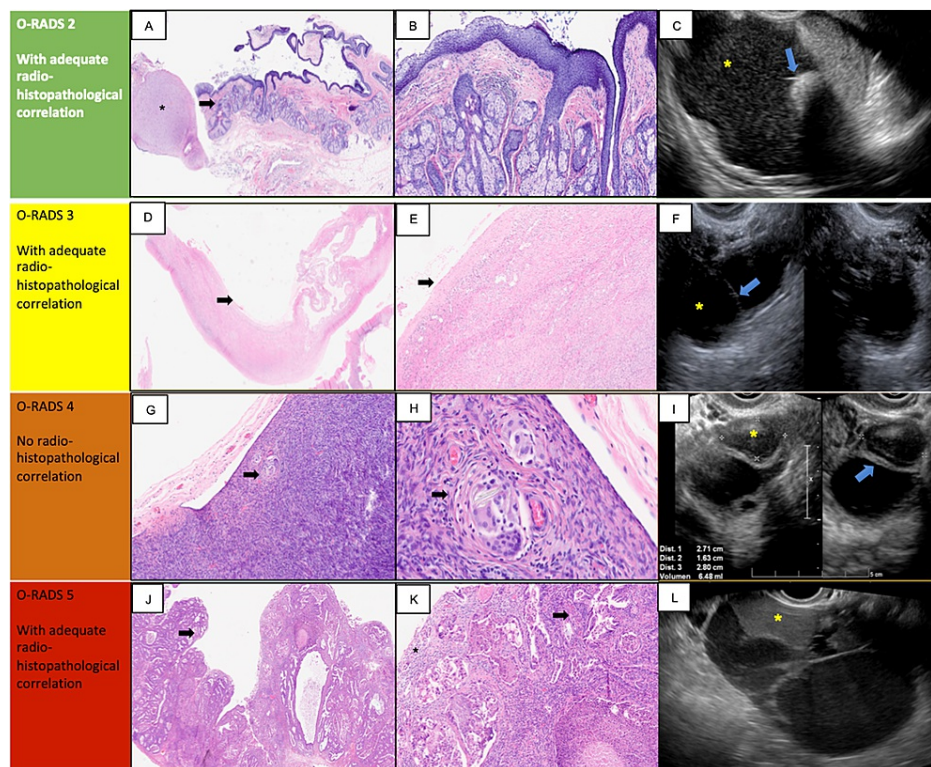 O-RADS 2
With adequate
radio-
histopathological
correlation
A
*
B
C
*
O-RADS 3
With adequate
radio-
histopathological
correlation
D
E
F
*
O-RADS 4
No radio-
histopathological
correlation
G
H
I
*
Dist. 1 2.71 cm
Dist. 2 1.63 cm
Dist. 3 2.80 cm
Volumen 6.48 ml
5 cm
O-RADS 5
With adequate
radio-
histopathological
correlation
J
K
*
L
*